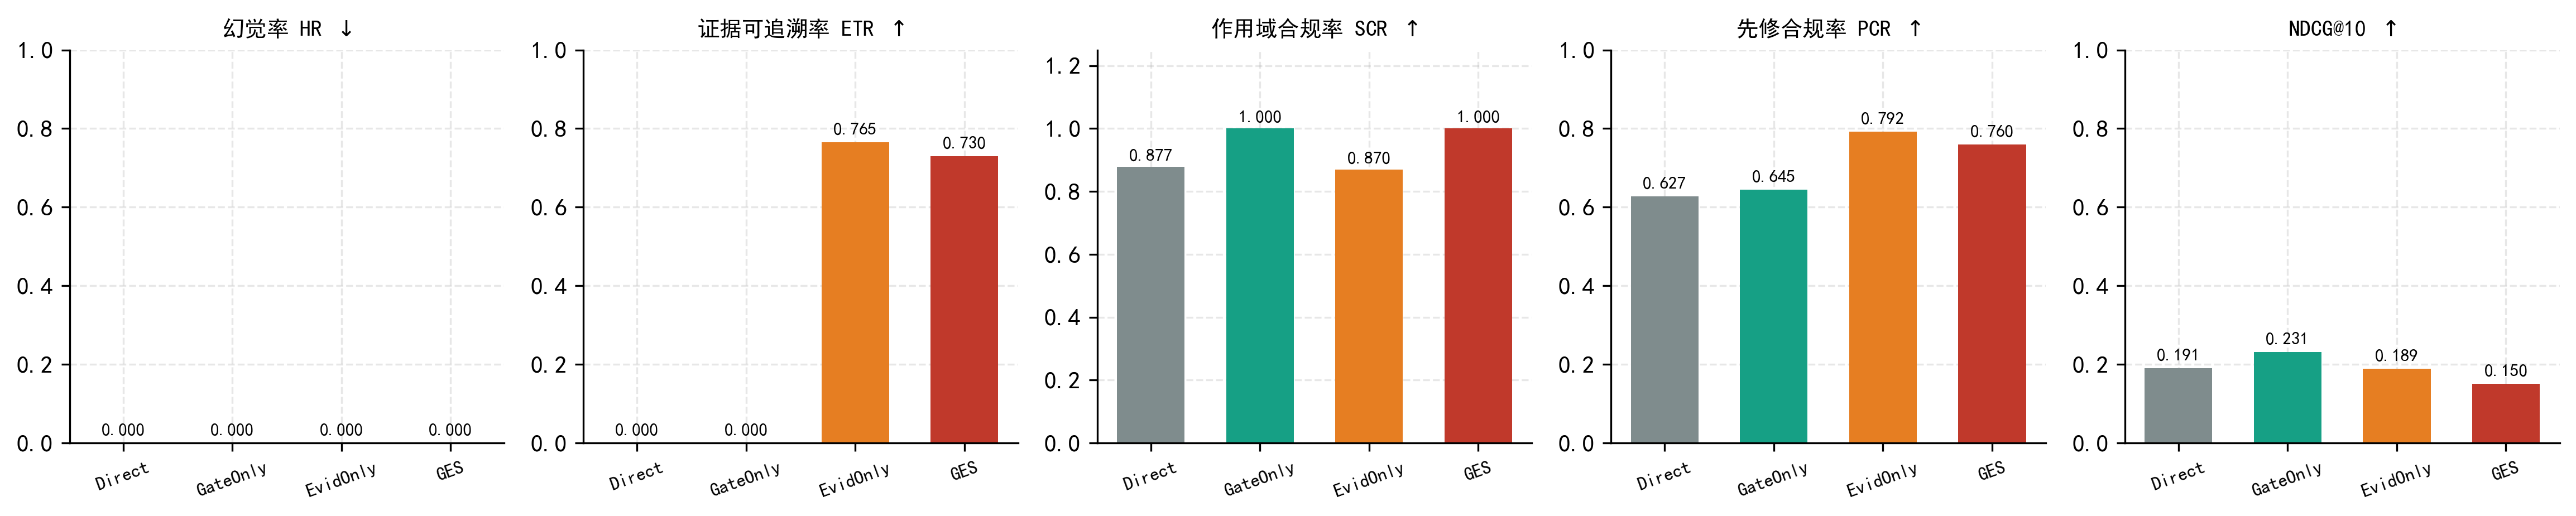 幻觉率 HR ↓
1.0
0.8
0.6
0.4
0.2
0.0
0.000
0.000
0.000
0.000
Direct
GateOnly
EvidOnly
GES
证据可追溯率 ETR ↑
1.0
0.8
0.6
0.4
0.2
0.0
0.000
0.000
0.765
0.730
Direct
GateOnly
EvidOnly
GES
作用域合规率 SCR ↑
1.2
1.0
0.8
0.6
0.4
0.2
0.0
0.877
1.000
0.870
1.000
Direct
GateOnly
EvidOnly
GES
先修合规率 PCR ↑
1.0
0.8
0.6
0.4
0.2
0.0
0.627
0.645
0.792
0.760
Direct
GateOnly
EvidOnly
GES
NDCG@10 ↑
1.0
0.8
0.6
0.4
0.2
0.0
0.191
0.231
0.189
0.150
Direct
GateOnly
EvidOnly
GES